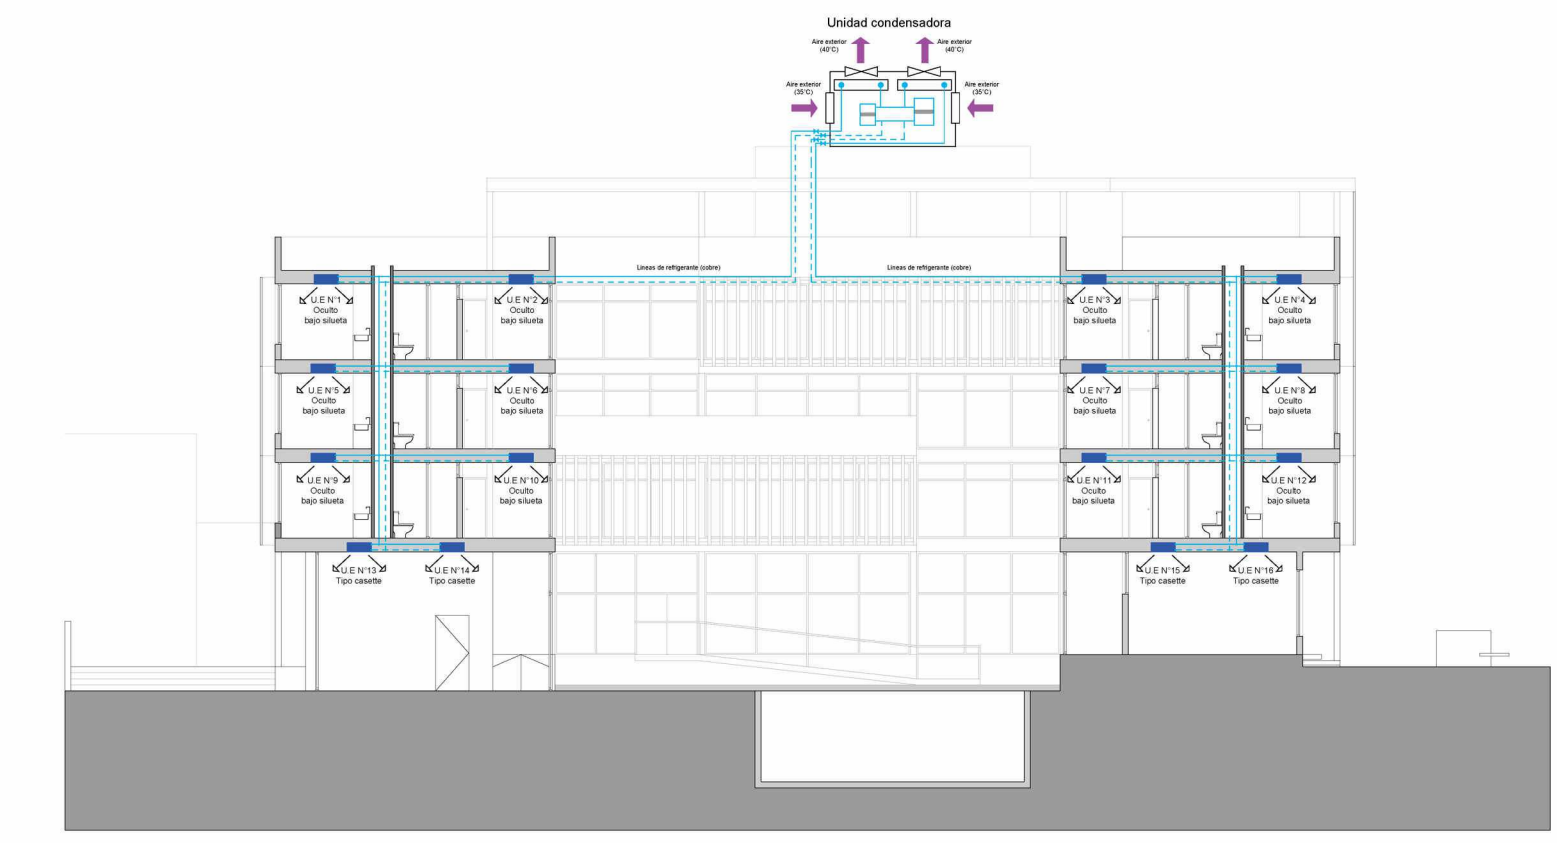 Unidad condensadora
Aire exterior
(40°C)
Aire exterior
(40°C)
Aire exterior
(35°C)
Aire exterior
(35°C)
Lineas de refrigerante (cobre)
Lineas de refrigerante (cobre)
U.E N°1
Oculto
bajo silueta
U.E N°2
Oculto
bajo silueta
U.E N°3
Oculto
bajo silueta
U.E N°4
Oculto
bajo silueta
U.E N°5
Oculto
bajo silueta
U.E N°6
Oculto
bajo silueta
U.E N°7
Oculto
bajo silueta
U.E N°8
Oculto
bajo silueta
U.E N°9
Oculto
bajo silueta
U.E N°10
Oculto
bajo silueta
U.E N°11
Oculto
bajo silueta
U.E N°12
Oculto
bajo silueta
U.E N°13
Tipo casette
U.E N°14
Tipo casette
U.E N°15
Tipo casette
U.E N°16
Tipo casette